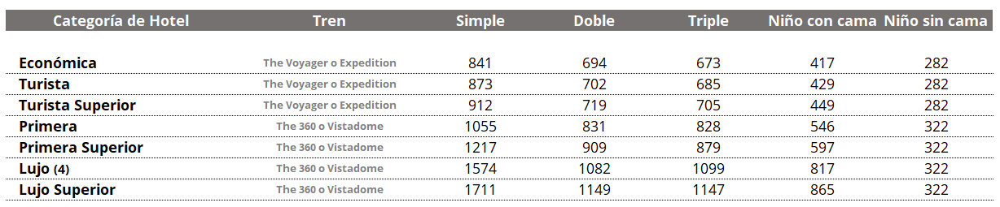 Categoría de Hotel Tren Simple Doble Triple Niño con cama Niño sin cama
Económica The Voyager o Expedition 841 694 673 417 282
Turista The Voyager o Expedition 873 702 685 429 282
Turista Superior The Voyager o Expedition 912 719 705 449 282
Primera The 360 o Vistadome 1055 831 828 546 322
Primera Superior The 360 o Vistadome 1217 909 879 597 322
Lujo (4) The 360 o Vistadome 1574 1082 1099 817 322
Lujo Superior The 360 o Vistadome 1711 1149 1147 865 322